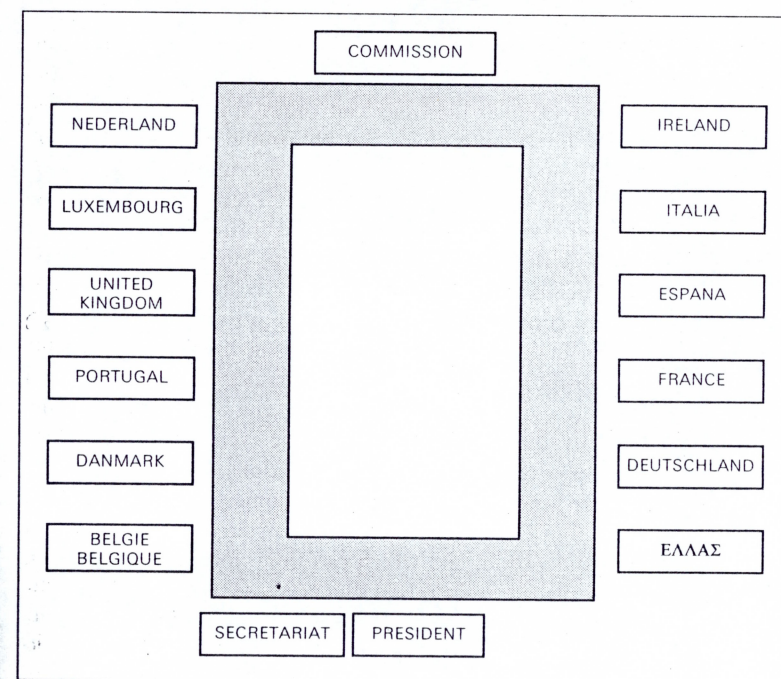 COMMISSION
NEDERLAND
IRELAND
LUXEMBOURG
ITALIA
UNITED
KINGDOM
ESPANA
PORTUGAL
FRANCE
DANMARK
DEUTSCHLAND
BELGIE
BELGIQUE
ΕΛΛΑΣ
SECRETARIAT
PRESIDENT